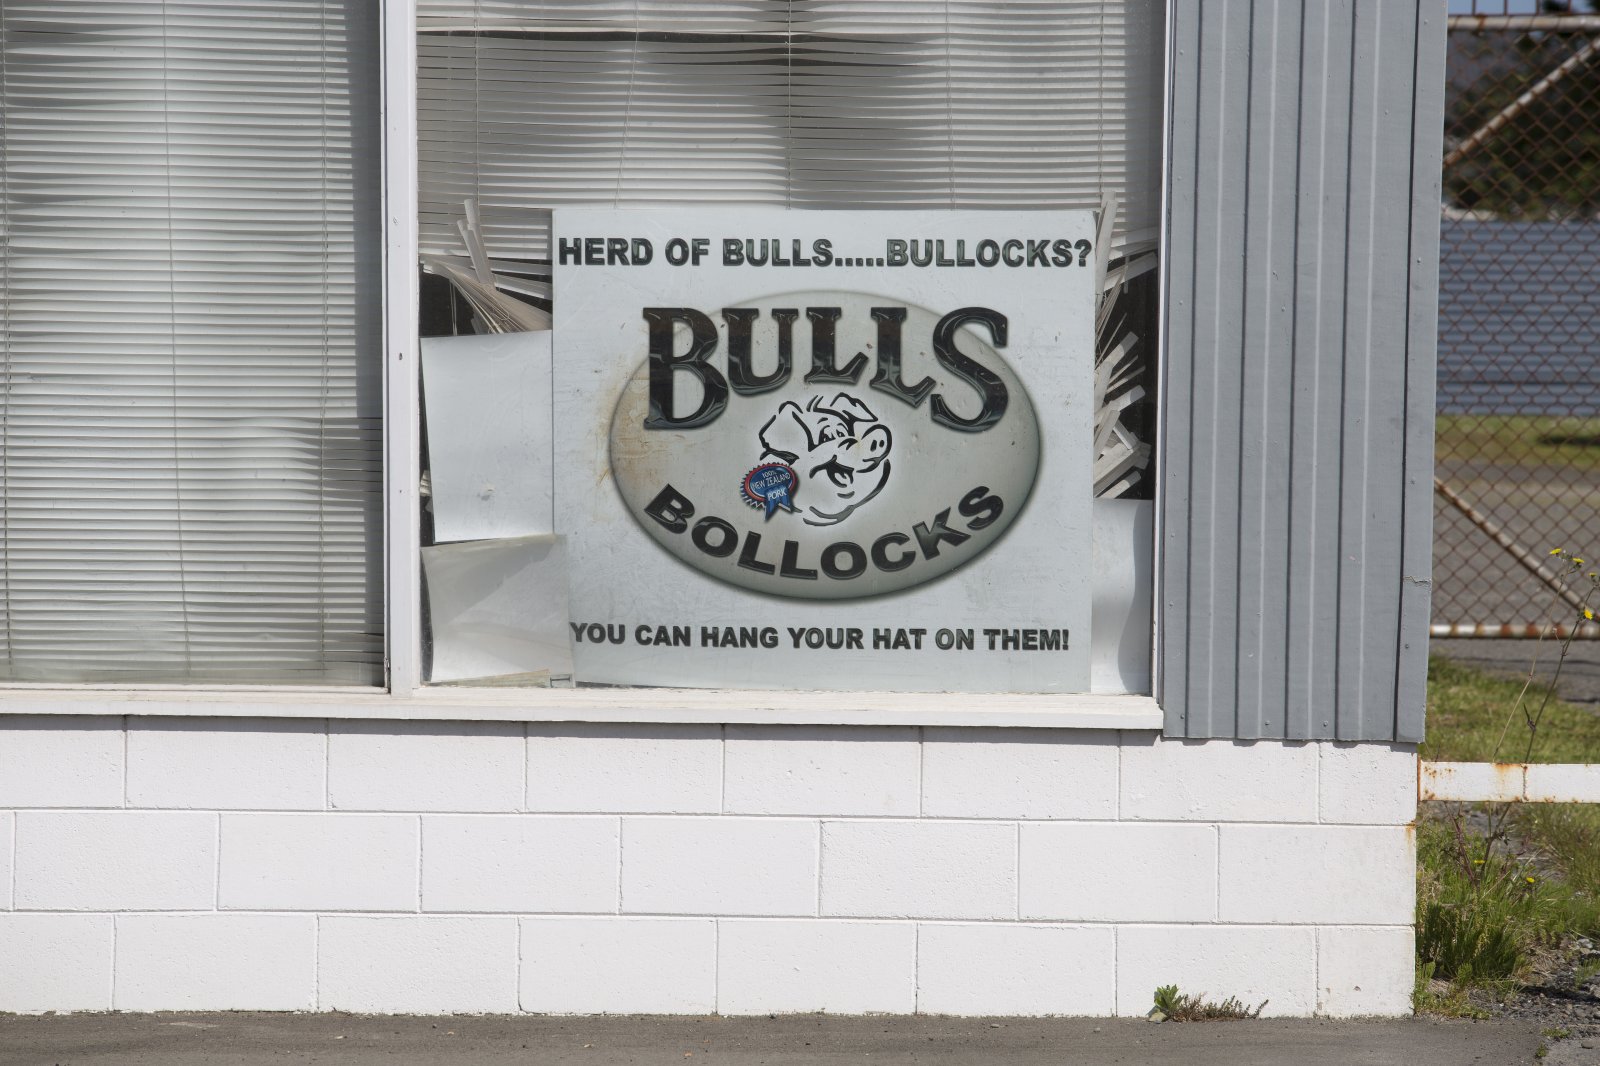 HERD OF BULLS.....BULLOCKS?
BULLS
100%
NEW ZEALAND
PORK
BOLLOCKS
YOU CAN HANG YOUR HAT ON THEM!